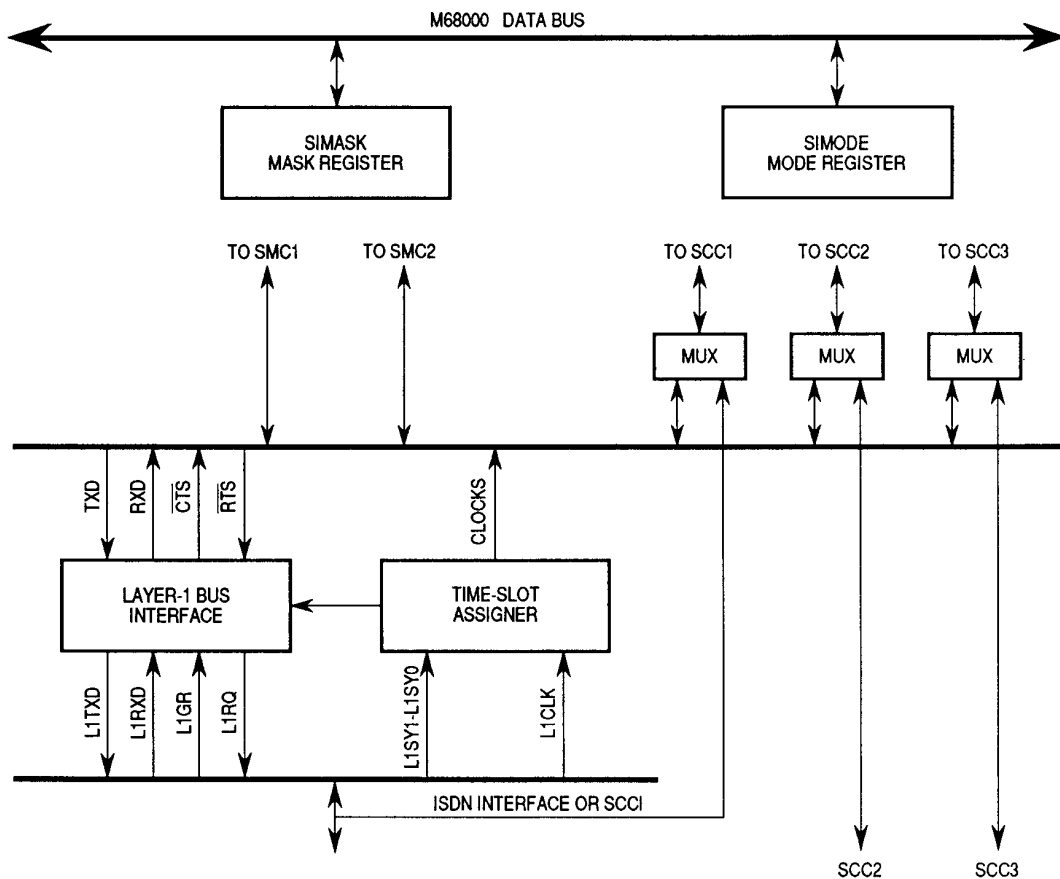 M68000 DATA BUS
SIMASK
MASK REGISTER
SIMODE
MODE REGISTER
TO SMC1
TO SMC2
TO SCC1
TO SCC2
TO SCC3
MUX
MUX
MUX
TXD
RXD
CTS
RTS
CLOCKS
LAYER-1 BUS
INTERFACE
TIME-SLOT
ASSIGNER
L1TXD
L1RXD
L1GR
L1RQ
L1SY1-L1SY0
L1CLK
ISDN INTERFACE OR SCCI
SCC2
SCC3